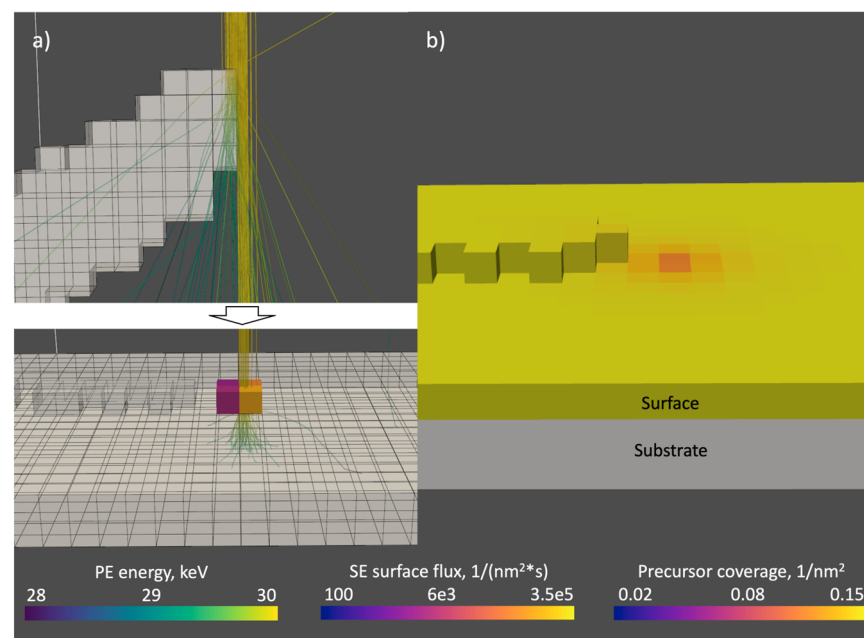 a)
b)
Surface
Substrate
PE energy, keV
28 29 30
SE surface flux, 1/(nm²*s)
100 6e3 3.5e5
Precursor coverage, 1/nm²
0.02 0.08 0.15